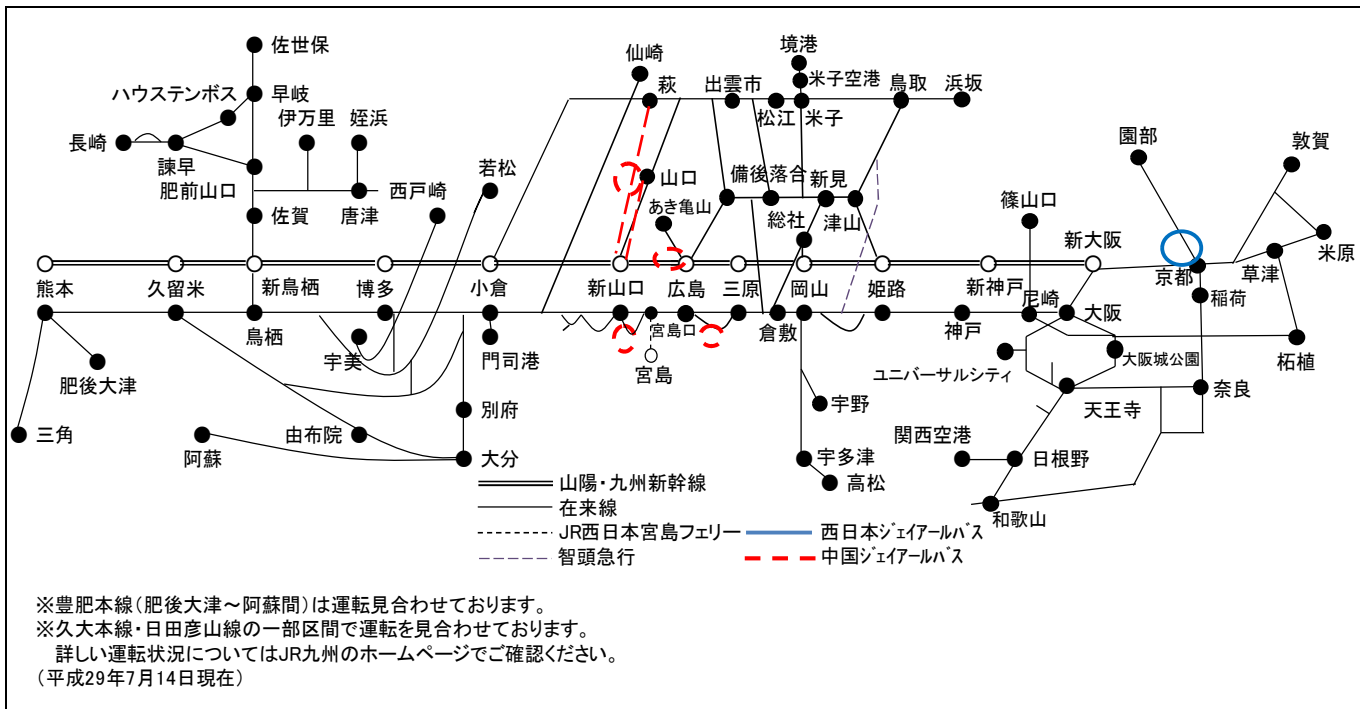 佐世保
仙崎
境港
萩
出雲市
米子空港
鳥取
浜坂
ハウステンボス
早岐
伊万里
姪浜
松江
米子
園部
敦賀
長崎
諫早
肥前山口
若松
山口
備後落合
新見
西戸崎
あき亀山
篠山口
佐賀
唐津
総社
津山
新大阪
米原
熊本
久留米
新鳥栖
博多
小倉
新山口
広島
三原
岡山
姫路
新神戸
京都
草津
稲荷
尼崎
鳥栖
宇美
門司港
宮島口
倉敷
神戸
大阪
肥後大津
宮島
ユニバーサルシティ
大阪城公園
柘植
天王寺
奈良
別府
宇野
三角
阿蘇
由布院
大分
関西空港
日根野
宇多津
高松
和歌山
山陽・九州新幹線
在来線
JR西日本宮島フェリー
西日本ジェイアールバス
智頭急行
中国ジェイアールバス
※豊肥本線(肥後大津~阿蘇間)は運転見合わせております。
※久大本線・日田彦山線の一部区間で運転を見合わせております。
詳しい運転状況についてはJR九州のホームページでご確認ください。
(平成29年7月14日現在)